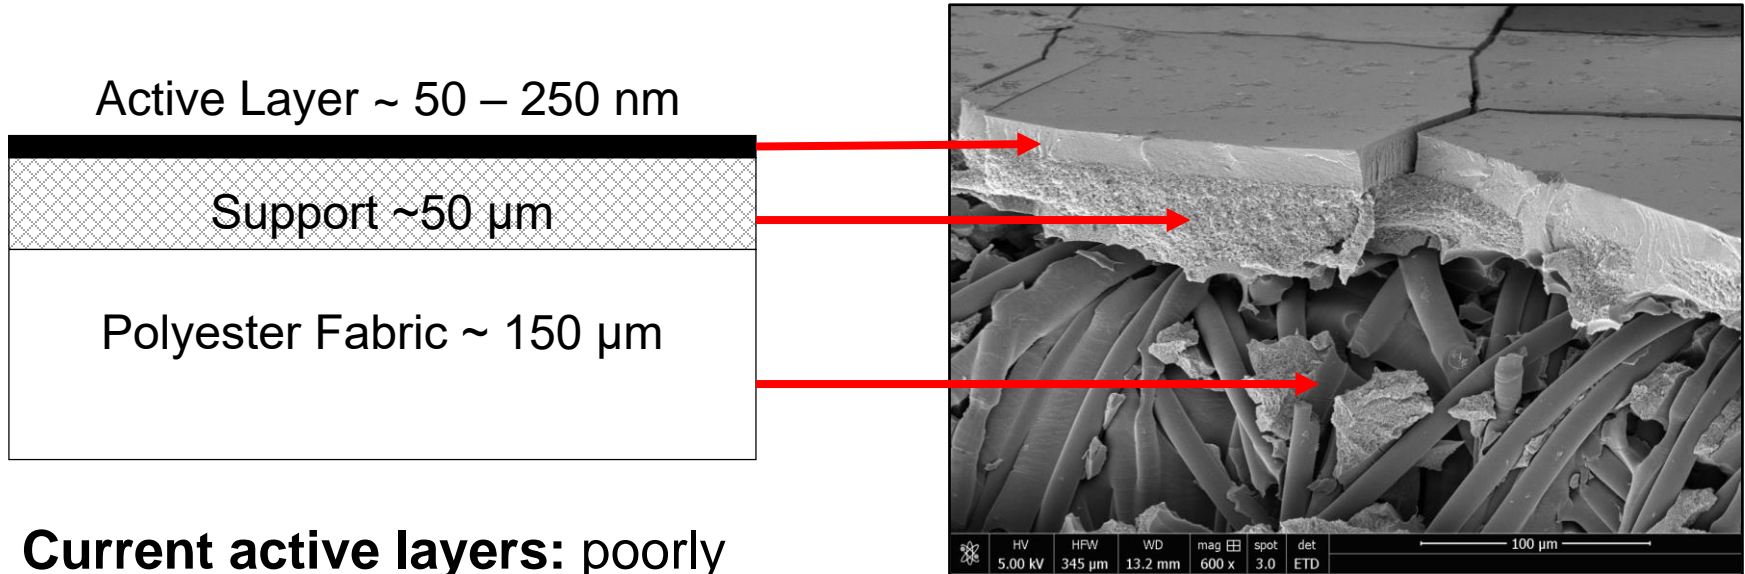 Active Layer ~ 50 – 250 nm
Support ~50 μm
Polyester Fabric ~ 150 μm
Current active layers: poorly
HV HFW WD mag spot det
5.00 kV 345 μm 13.2 mm 600 x 3.0 ETD
100 μm